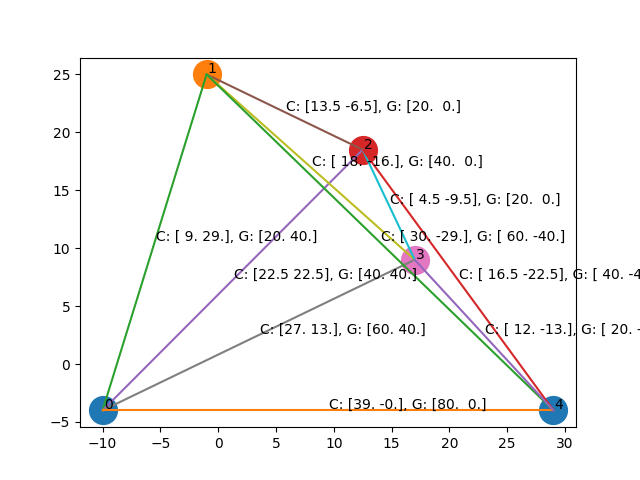 1
C: [13.5 -6.5], G: [20. 0.]
2
C: [ 18. -16.], G: [40. 0.]
C: [ 4.5 -9.5], G: [20. 0.]
C: [ 9. 29.], G: [20. 40.]
C: [ 30. -29.], G: [ 60. -40.]
3
C: [22.5 22.5], G: [40. 40.]
C: [ 16.5 -22.5], G: [ 40. -4
C: [27. 13.], G: [60. 40.]
C: [ 12. -13.], G: [ 20. -
0
C: [39. -0.], G: [80. 0.]
4
25
20
15
10
5
0
−5
−10
−5
0
5
10
15
20
25
30